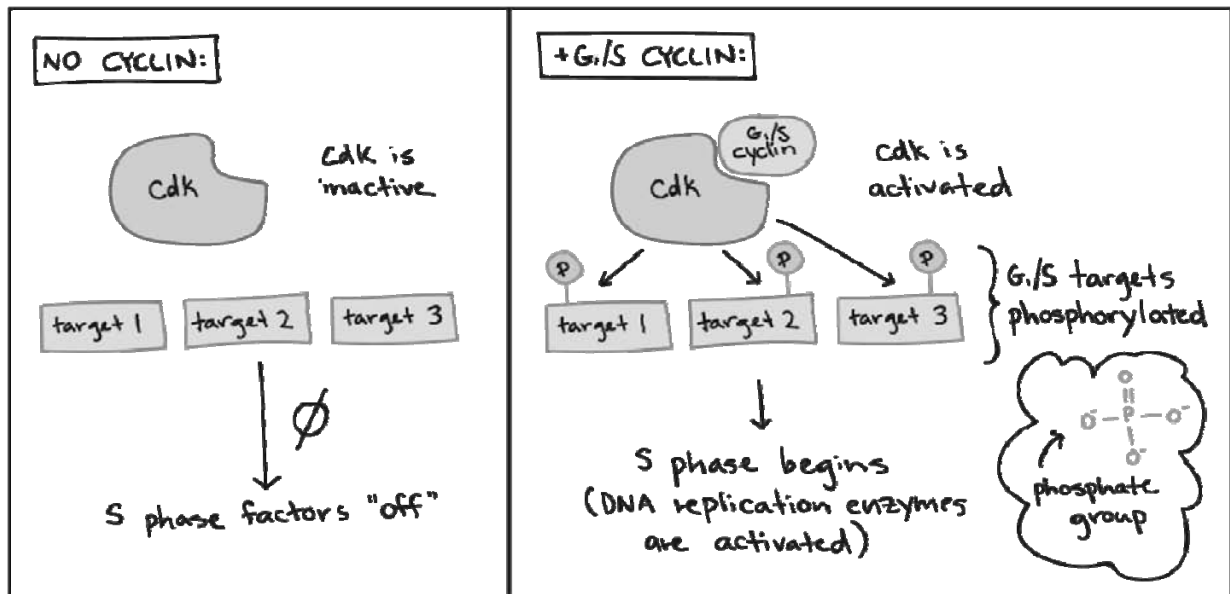 NO CYCLIN:
Cdk
Cdk is
inactive
target 1
target 2
target 3
Ø
S phase factors "off"
+G₁/S CYCLIN:
G₁/S
cyclin
Cdk
Cdk is
activated
P
P
P
target 1
target 2
target 3
G₁/S targets
phosphorylated
S phase begins
(DNA replication enzymes
are activated)
O
O⁻ P O⁻
O⁻
phosphate
group